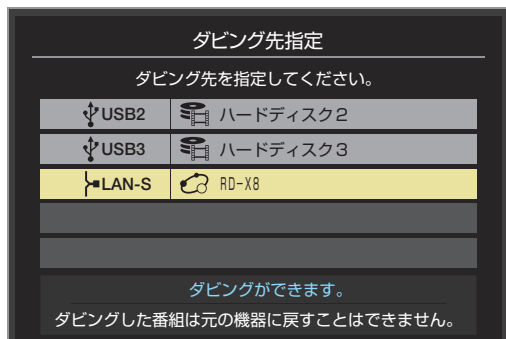 ダビング先指定
ダビング先を指定してください。
USB2 ハードディスク2
USB3 ハードディスク3
LAN-S RD-X8
ダビングができます。
ダビングした番組は元の機器に戻すことはできません。